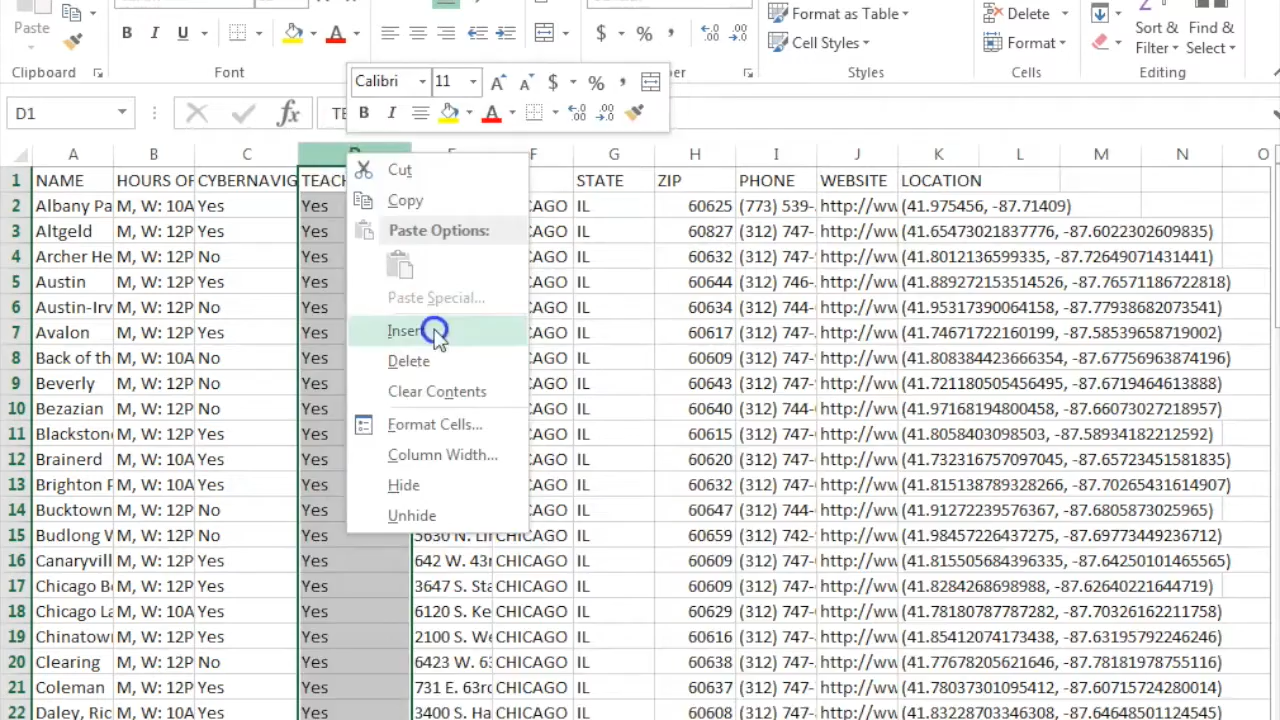 Paste
B I U
$ % ,
Format as Table
Cell Styles
Delete
Format
Sort & Filter
Find & Select
Clipboard
Font
Styles
Cells
Editing
Calibri 11 A A $ % ,
B I A
D1 fx
A B C F G H I J K L M N O
1 NAME HOURS OF CYBERNAVIG TEACH STATE ZIP PHONE WEBSITE LOCATION
2 Albany Pa M, W: 10A Yes Yes CAGO IL 60625 (773) 539- http://ww (41.975456, -87.71409)
3 Altgeld M, W: 12P Yes Yes CAGO IL 60827 (312) 747- http://ww (41.65473021837776, -87.6022302609835)
4 Archer He M, W: 12P No Yes CAGO IL 60632 (312) 747- http://ww (41.8012136599335, -87.72649071431441)
5 Austin M, W: 12P Yes Yes CAGO IL 60644 (312) 746- http://ww (41.889272153514526, -87.76571186722818)
6 Austin-Irv M, W: 12P No Yes CAGO IL 60634 (312) 744- http://ww (41.95317390064158, -87.77938682073541)
7 Avalon M, W: 12P Yes Yes CAGO IL 60617 (312) 747- http://ww
8 Back of th M, W: 12P No Yes CAGO IL 60609 (312) 747- http://ww (41.808384423666354, -87.67756963874196)
9 Beverly M, W: 12P No Yes CAGO IL 60643 (312) 747- http://ww (41.721180505456495, -87.6719464613888)
10 Bezazian M, W: 12P No Yes CAGO IL 60640 (312) 744- http://ww (41.97168194800458, -87.66073027218957)
11 Blackstone M, W: 12P Yes Yes CAGO IL 60615 (312) 747- http://ww (41.8058403098503, -87.58934182212592)
12 Brainerd M, W: 10A Yes Yes CAGO IL 60620 (312) 747- http://ww (41.732316757097045, -87.65723451581835)
13 Brighton P M, W: 10A Yes Yes CAGO IL 60632 (312) 747- http://ww (41.815138789328268, -87.702653631614907)
14 Bucktown M, W: 12P No Yes CAGO IL 60647 (312) 744- http://ww (41.91272239576367, -87.6805873025965)
15 Budlong W M, W: 12P No Yes 5630 N. Lin CHICAGO IL 60659 (312) 742- http://ww (41.98457226437275, -87.69773449236712)
16 Canaryvill M, W: 10A Yes Yes 642 W. 43r CHICAGO IL 60609 (312) 747- http://ww (41.815505684396335, -87.64250101465565)
17 Chicago Be M, W: 12P Yes Yes 3647 S. Sta CHICAGO IL 60609 (312) 747- http://ww (41.8284268698988, -87.62640221644719)
18 Chicago La M, W: 10A Yes Yes 6120 S. Ke CHICAGO IL 60629 (312) 747- http://ww (41.78180787787282, -87.70326162211758)
19 Chinatown M, W: 12P Yes Yes 2100 S. We CHICAGO IL 60616 (312) 747- http://ww (41.85412074173438, -87.63195792246246)
20 Clearing M, W: 12P No Yes 6423 W. 63 CHICAGO IL 60638 (312) 747- http://ww (41.77678205621646, -87.78181978755116)
21 Coleman M, W: 12P Yes Yes 731 E. 63rd CHICAGO IL 60637 (312) 747- http://ww (41.78037301095412, -87.60715724280014)
22 Daley, Ric M, W: 10A Yes Yes 3400 S. Ha CHICAGO IL 60608 (312) 747- http://ww (41.83228703346308, -87.6466004643624)
Cut
Copy
Paste Options:
Paste Special...
Insert
Delete
Clear Contents
Format Cells...
Column Width...
Hide
Unhide